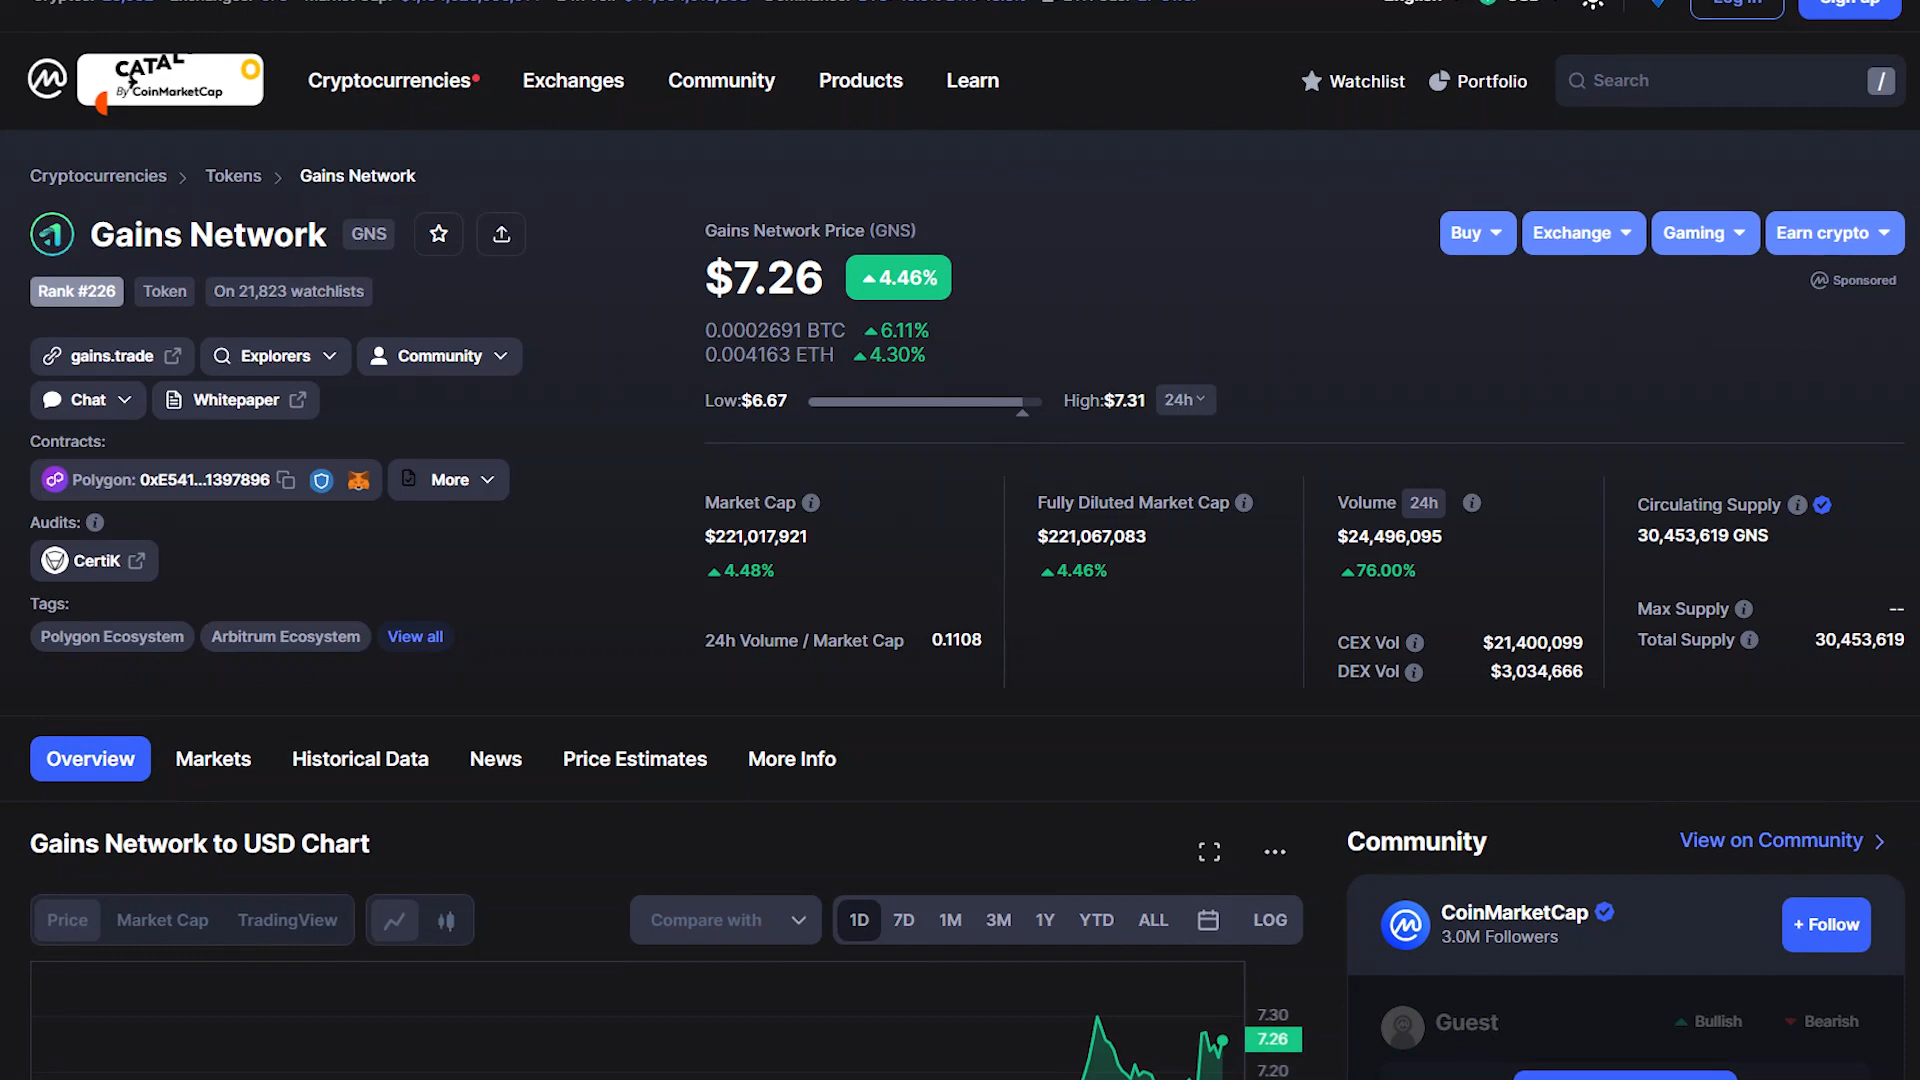 CATAL
By CoinMarketCap
Cryptocurrencies
Exchanges
Community
Products
Learn
Watchlist
Portfolio
Search
/
Cryptocurrencies > Tokens > Gains Network
Gains Network GNS
Rank #226
Token
On 21,823 watchlists
gains.trade
Explorers
Community
Chat
Whitepaper
Contracts:
Polygon: 0xE541...1397896
More
Audits:
CertiK
Tags:
Polygon Ecosystem
Arbitrum Ecosystem
View all
Gains Network Price (GNS)
$7.26 4.46%
0.0002691 BTC 6.11%
0.004163 ETH 4.30%
Low:$6.67
High:$7.31
24h
Buy
Exchange
Gaming
Earn crypto
Sponsored
Market Cap
$221,017,921
4.48%
24h Volume / Market Cap 0.1108
Fully Diluted Market Cap
$221,067,083
4.46%
Volume 24h
$24,496,095
76.00%
CEX Vol $21,400,099
DEX Vol $3,034,666
Circulating Supply
30,453,619 GNS
Max Supply --
Total Supply 30,453,619
Overview
Markets
Historical Data
News
Price Estimates
More Info
Gains Network to USD Chart
Price
Market Cap
TradingView
Compare with
1D
7D
1M
3M
1Y
YTD
ALL
LOG
7.30
7.26
7.20
Community
View on Community
CoinMarketCap
3.0M Followers
+ Follow
Guest
Bullish
Bearish